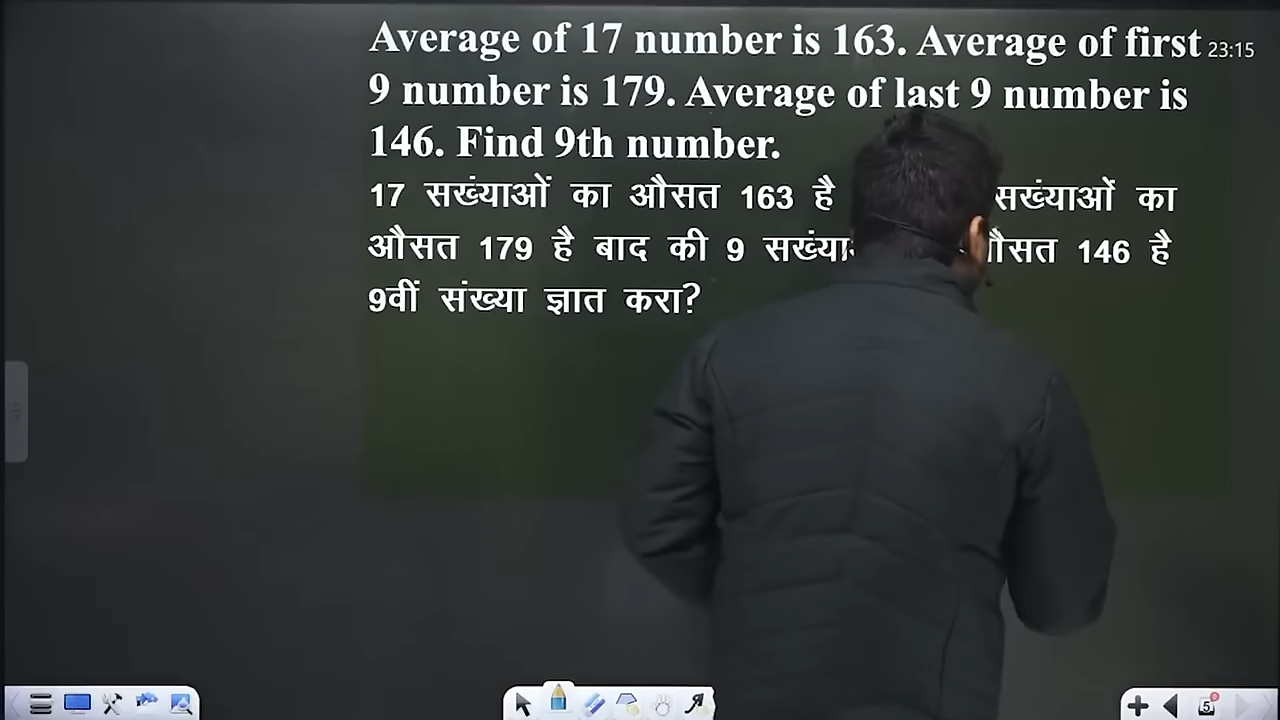 Average of 17 number is 163. Average of first
23:15
9 number is 179. Average of last 9 number is
146. Find 9th number.
17 सख्ंयाओं का औसत 163 है सख्ंयाओं का
औसत 179 है बाद की 9 146 है
9वीं संख्या ज्ञात करा?
5